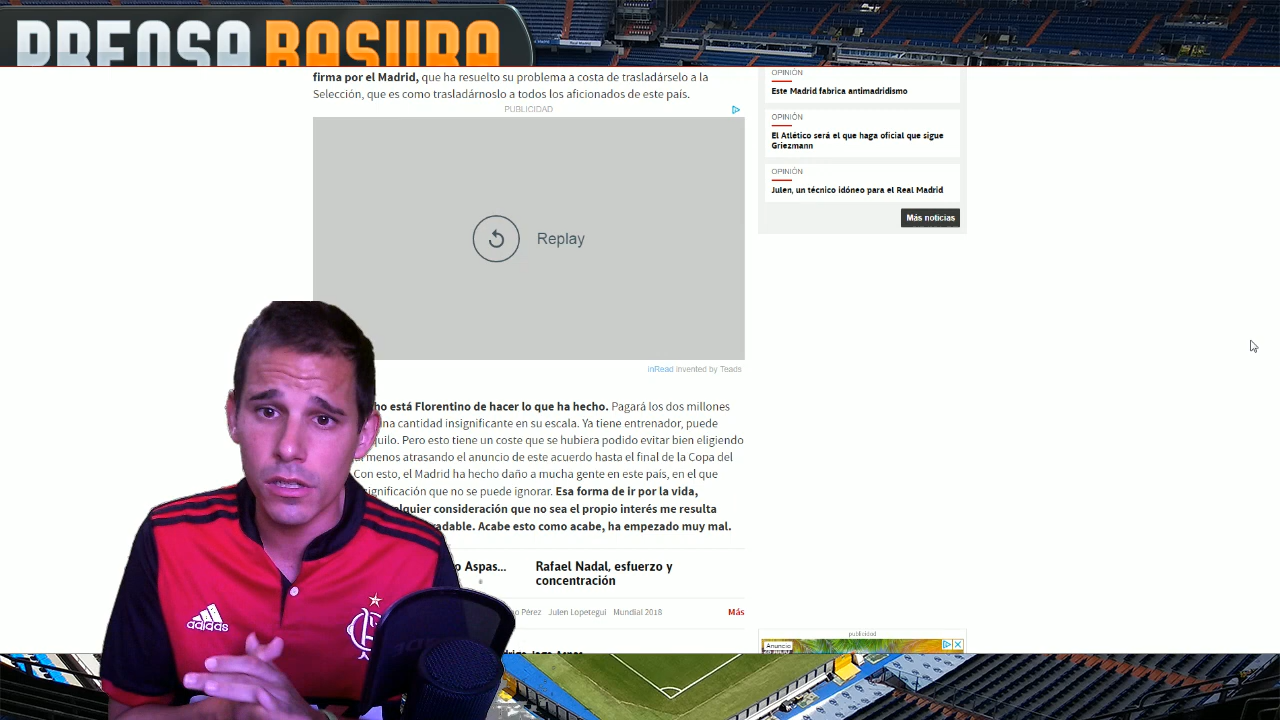 PRENSA BASURA
firma por el Madrid, que ha resuelto su problema a costa de trasladárselo a la
Selección, que es como trasladárnoslo a todos los aficionados de este país.
PUBLICIDAD
Replay
inRead invented by Teads
ho está Florentino de hacer lo que ha hecho. Pagará los dos millones
una cantidad insignificante en su escala. Ya tiene entrenador, puede
quilo. Pero esto tiene un coste que se hubiera podido evitar bien eligiendo
al menos atrasando el anuncio de este acuerdo hasta el final de la Copa del
Con esto, el Madrid ha hecho daño a mucha gente en este país, en el que
significación que no se puede ignorar. Esa forma de ir por la vida,
alquier consideración que no sea el propio interés me resulta
radable. Acabe esto como acabe, ha empezado muy mal.
o Aspas...
Rafael Nadal, esfuerzo y
concentración
Pérez Julen Lopetegui Mundial 2018
Más
OPINIÓN
Este Madrid fabrica antimadridismo
OPINIÓN
El Atlético será el que haga oficial que sigue
Griezmann
OPINIÓN
Julen, un técnico idóneo para el Real Madrid
Más noticias
publicidad
Anuncio
adidas